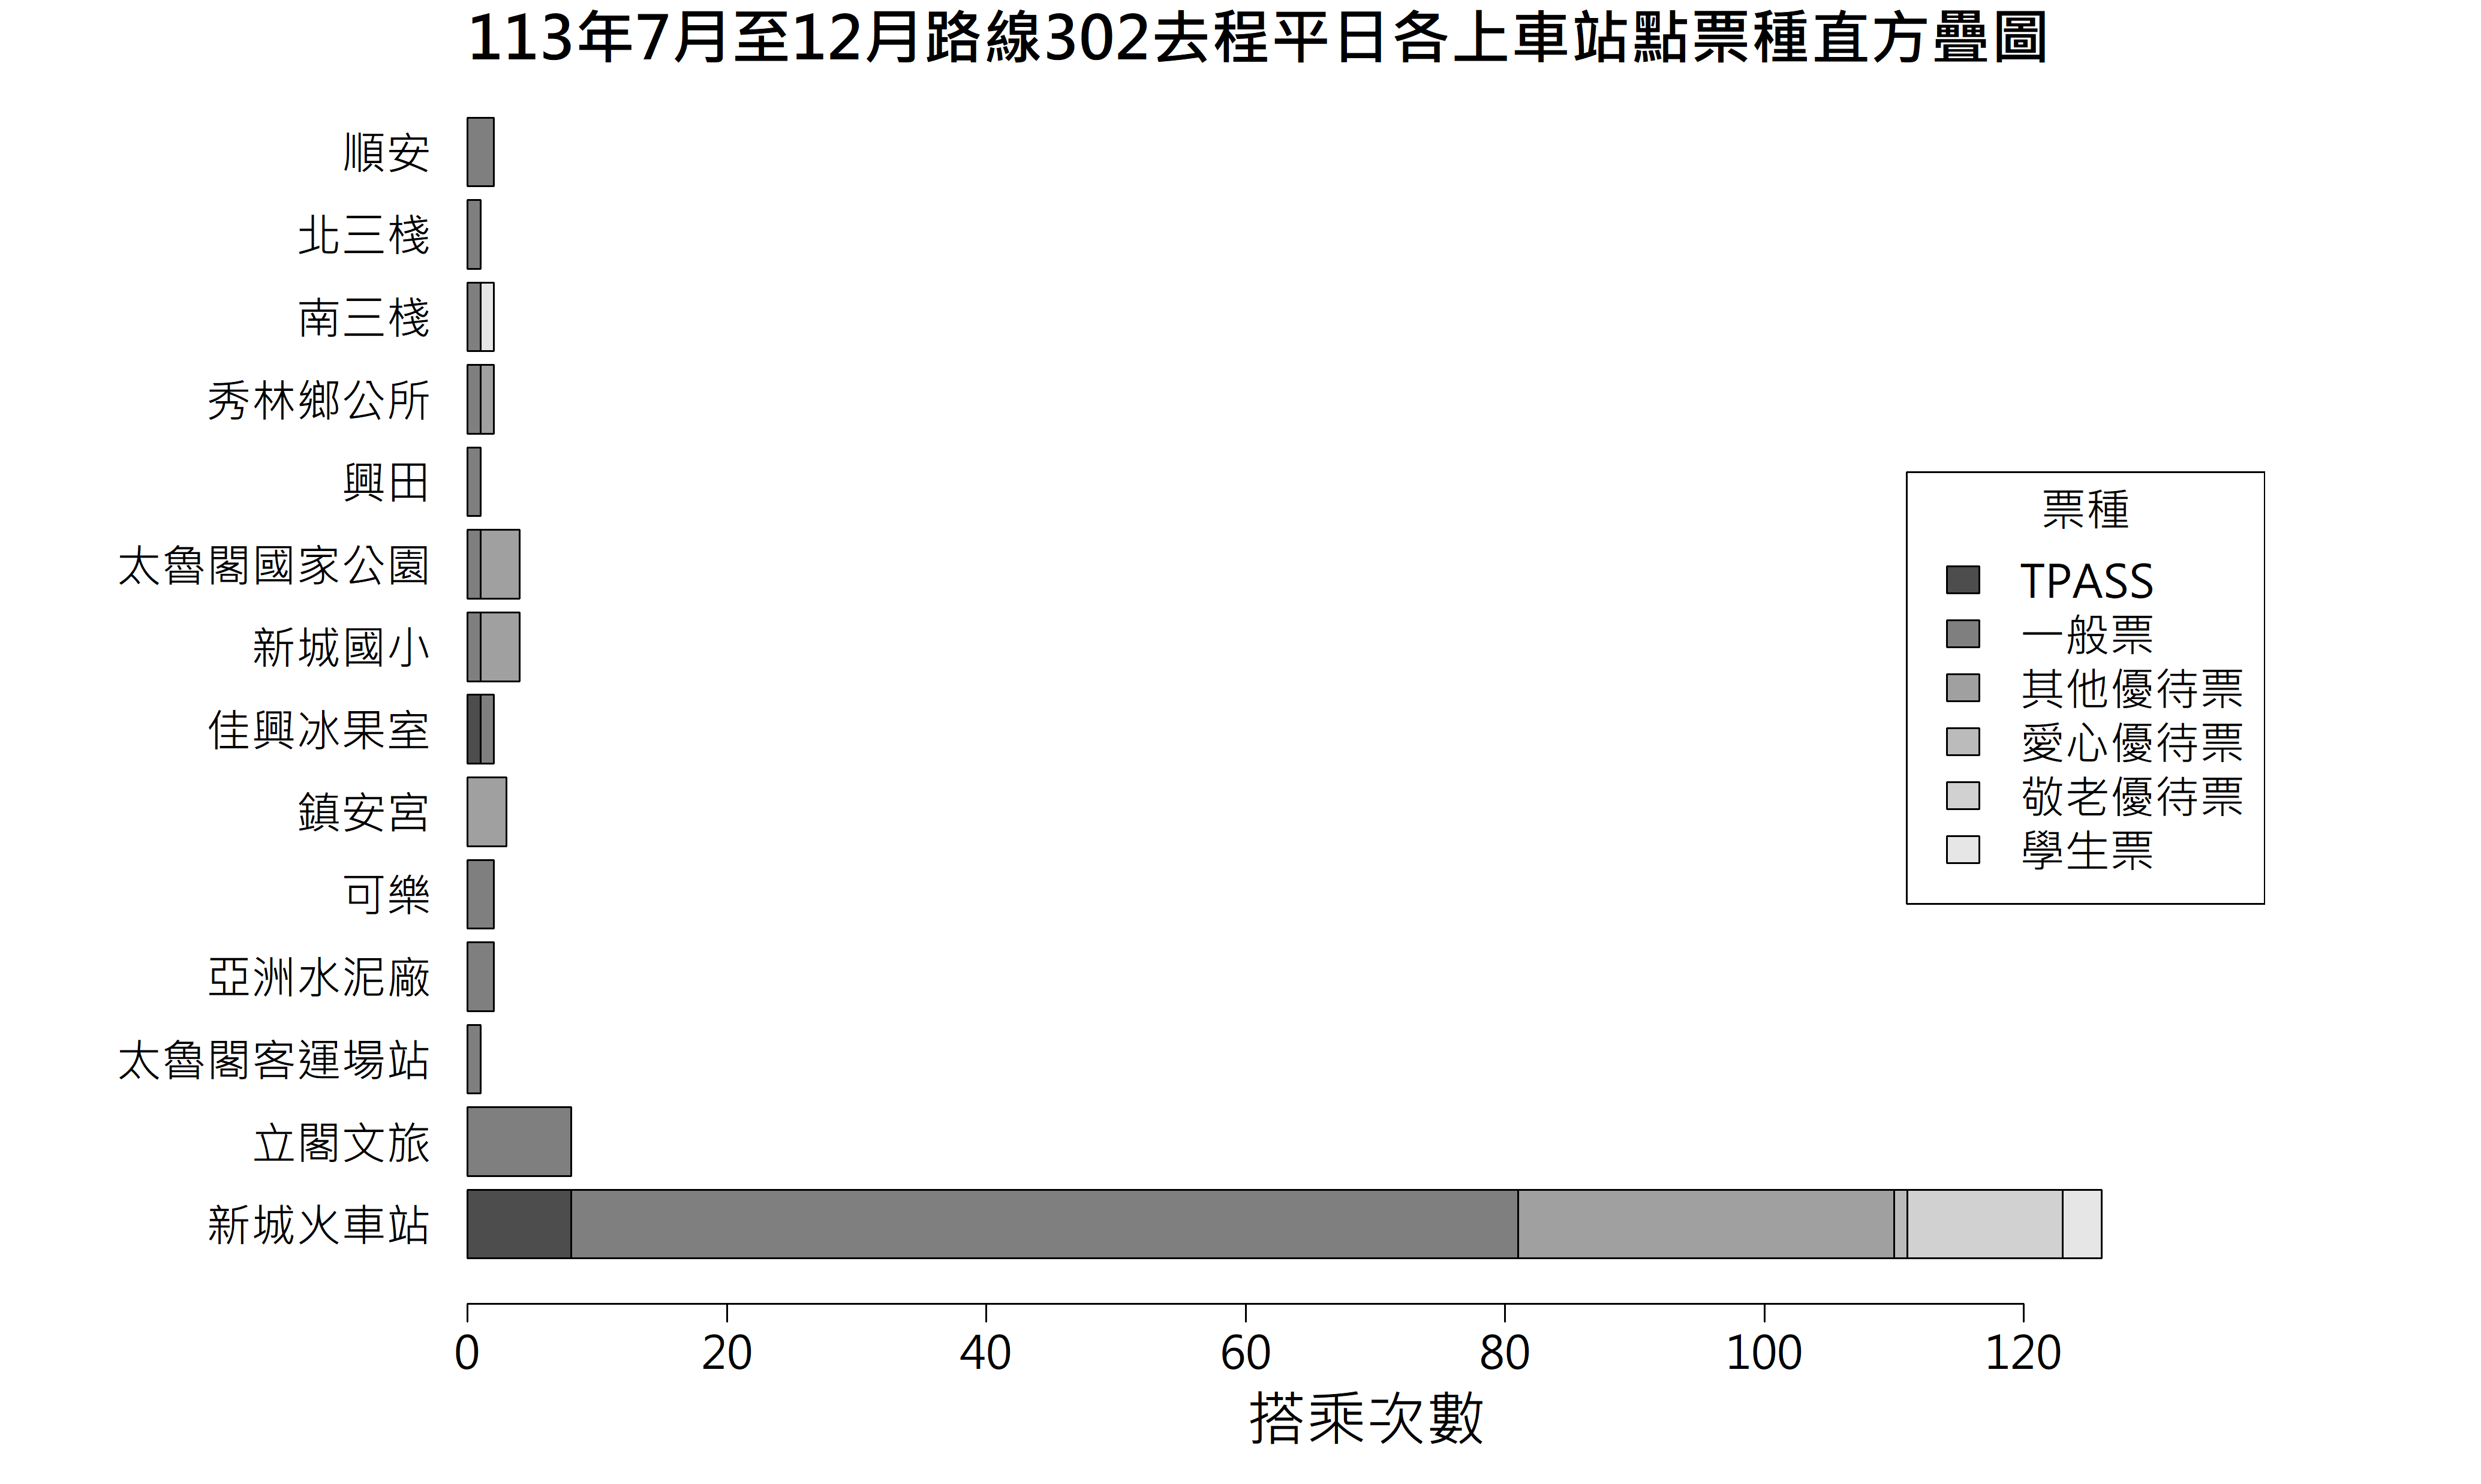 113年7月至12月路線302去程平日各上車站點票種直方疊圖
順安
北三棧
南三棧
秀林鄉公所
興田
太魯閣國家公園
新城國小
佳興冰果室
鎮安宮
可樂
亞洲水泥廠
太魯閣客運場站
立閣文旅
新城火車站
票種
TPASS
一般票
其他優待票
愛心優待票
敬老優待票
學生票
0 20 40 60 80 100 120
搭乘次數